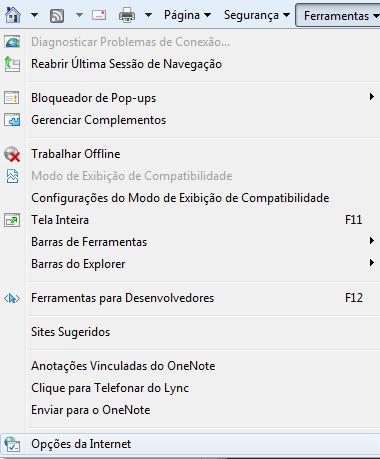 Página Segurança Ferramentas
Diagnosticar Problemas de Conexão...
Reabrir Última Sessão de Navegação
Bloqueador de Pop-ups
Gerenciar Complementos
Trabalhar Offline
Modo de Exibição de Compatibilidade
Configurações do Modo de Exibição de Compatibilidade
Tela Inteira F11
Barras de Ferramentas
Barras do Explorer
Ferramentas para Desenvolvedores F12
Sites Sugeridos
Anotações Vinculadas do OneNote
Clique para Telefonar do Lync
Enviar para o OneNote
Opções da Internet